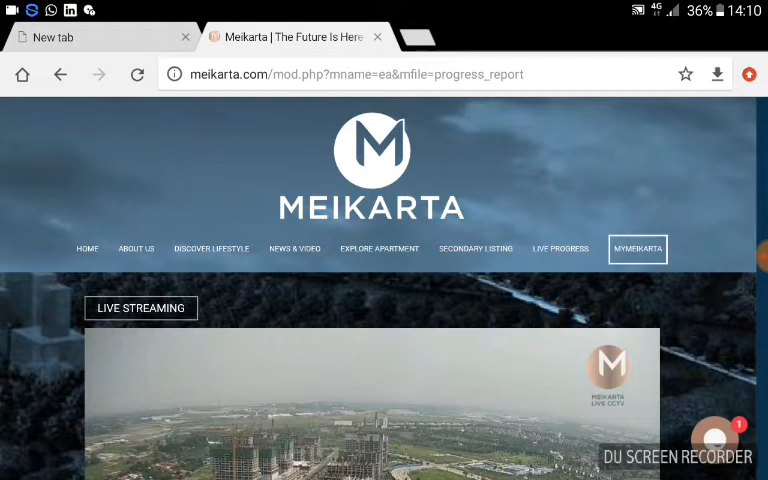 4G
36%
14:10
New tab
Meikarta | The Future Is Here
meikarta.com/mod.php?mname=ea&mfile=progress_report
MEIKARTA
HOME ABOUT US DISCOVER LIFESTYLE NEWS & VIDEO EXPLORE APARTMENT SECONDARY LISTING LIVE PROGRESS MYMEIKARTA
LIVE STREAMING
MEIKARTA
LIVE CCTV
1
DU SCREEN RECORDER